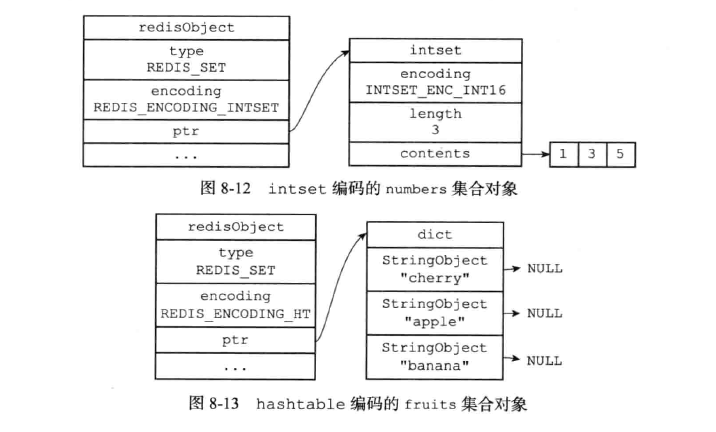 redisObject
type
REDIS_SET
encoding
REDIS_ENCODING_INTSET
ptr
...
intset
encoding
INTSET_ENC_INT16
length
3
contents
1 3 5
图 8-12 intset 编码的 numbers 集合对象
redisObject
type
REDIS_SET
encoding
REDIS_ENCODING_HT
ptr
...
dict
StringObject
"cherry"
NULL
StringObject
"apple"
NULL
StringObject
"banana"
NULL
图 8-13 hashtable 编码的 fruits 集合对象